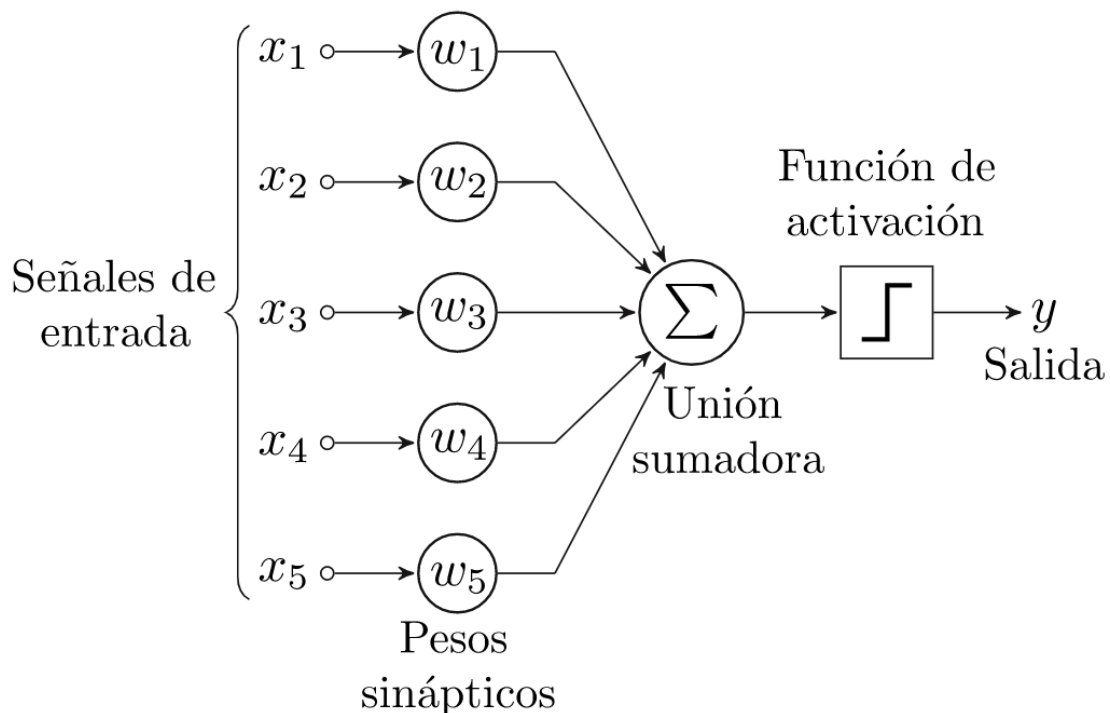 x₁ w₁
x₂ w₂
Función de
activación
Señales de
entrada
x₃ w₃ Σ y
Salida
Unión
sumadora
x₄ w₄
x₅ w₅
Pesos
sinápticos